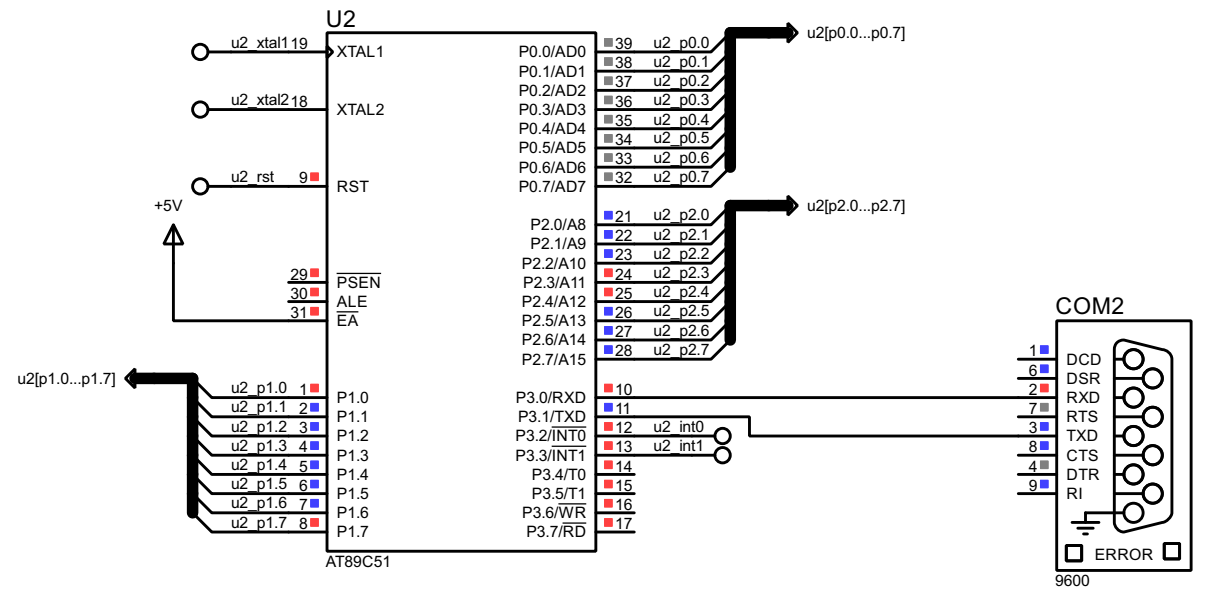 U2
u2_xtal1 19 XTAL1
u2_xtal2 18 XTAL2
u2_rst 9 RST
+5V
29 PSEN
30 ALE
31 EA
u2[p1.0...p1.7]
u2_p1.0 1 P1.0
u2_p1.1 2 P1.1
u2_p1.2 3 P1.2
u2_p1.3 4 P1.3
u2_p1.4 5 P1.4
u2_p1.5 6 P1.5
u2_p1.6 7 P1.6
u2_p1.7 8 P1.7
P0.0/AD0 39 u2_p0.0
P0.1/AD1 38 u2_p0.1
P0.2/AD2 37 u2_p0.2
P0.3/AD3 36 u2_p0.3
P0.4/AD4 35 u2_p0.4
P0.5/AD5 34 u2_p0.5
P0.6/AD6 33 u2_p0.6
P0.7/AD7 32 u2_p0.7
u2[p0.0...p0.7]
P2.0/A8 21 u2_p2.0
P2.1/A9 22 u2_p2.1
P2.2/A10 23 u2_p2.2
P2.3/A11 24 u2_p2.3
P2.4/A12 25 u2_p2.4
P2.5/A13 26 u2_p2.5
P2.6/A14 27 u2_p2.6
P2.7/A15 28 u2_p2.7
u2[p2.0...p2.7]
P3.0/RXD 10
P3.1/TXD 11
P3.2/INT0 12 u2_int0
P3.3/INT1 13 u2_int1
P3.4/T0 14
P3.5/T1 15
P3.6/WR 16
P3.7/RD 17
AT89C51
COM2
1 DCD
6 DSR
2 RXD
7 RTS
3 TXD
8 CTS
4 DTR
9 RI
ERROR
9600